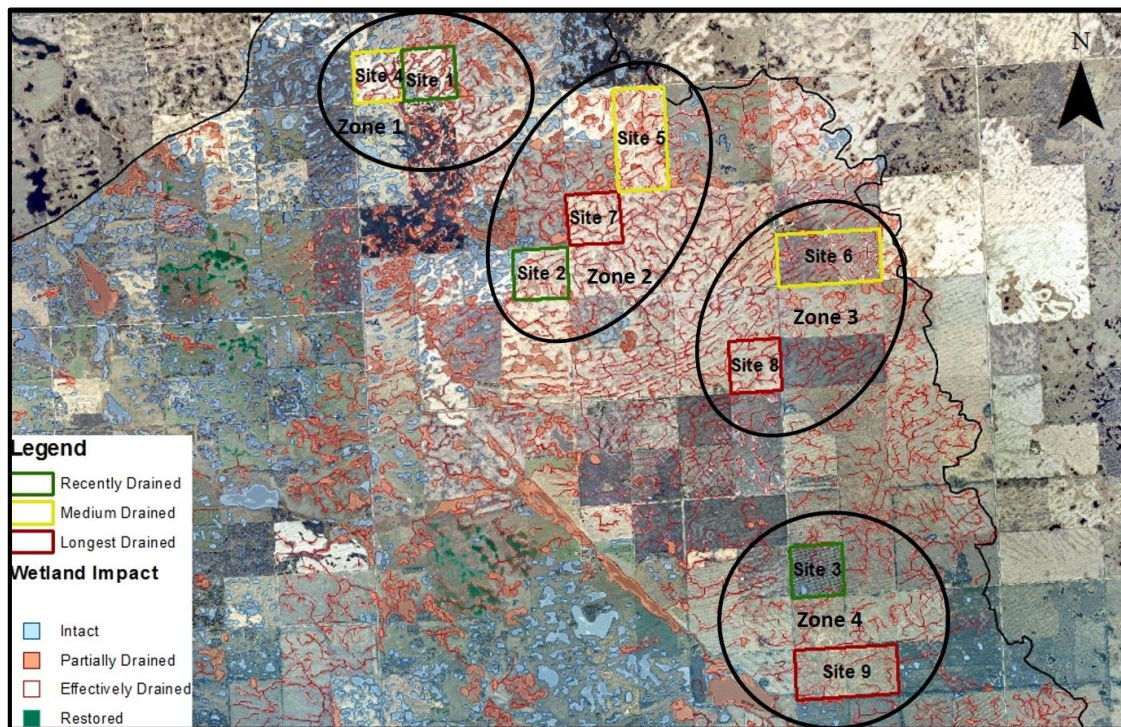 N
Site 4
Site 1
Zone 1
Site 5
Site 7
Site 2
Zone 2
Site 6
Zone 3
Site 8
Legend
Recently Drained
Medium Drained
Longest Drained
Wetland Impact
Intact
Partially Drained
Effectively Drained
Restored
Site 3
Zone 4
Site 9